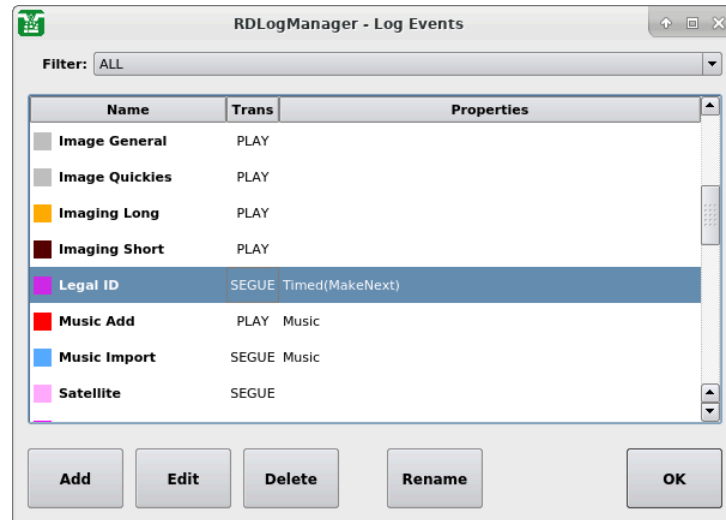 RDLogManager - Log Events
Filter: ALL
Name Trans Properties
Image General PLAY
Image Quickies PLAY
Imaging Long PLAY
Imaging Short PLAY
Legal ID SEGUE Timed(MakeNext)
Music Add PLAY Music
Music Import SEGUE Music
Satellite SEGUE
Add Edit Delete Rename OK